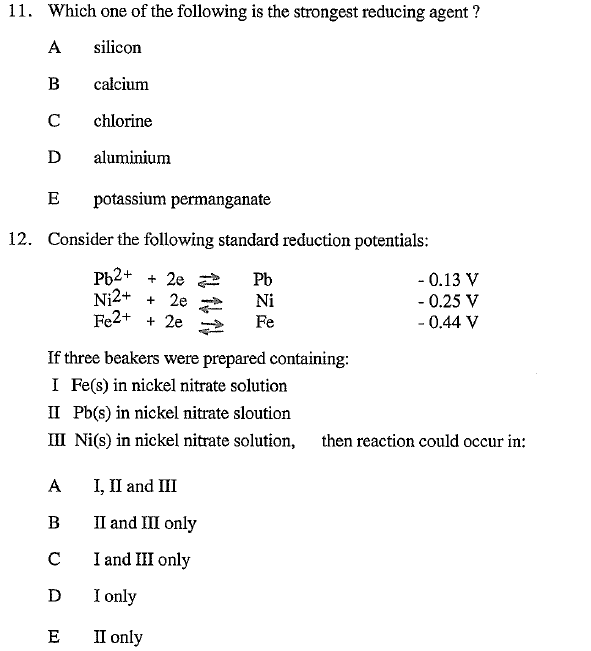 11. Which one of the following is the strongest reducing agent ?
A silicon
B calcium
C chlorine
D aluminium
E potassium permanganate
12. Consider the following standard reduction potentials:
Pb2+ + 2e ⇌ Pb - 0.13 V
Ni2+ + 2e ⇌ Ni - 0.25 V
Fe2+ + 2e ⇌ Fe - 0.44 V
If three beakers were prepared containing:
I Fe(s) in nickel nitrate solution
II Pb(s) in nickel nitrate sloution
III Ni(s) in nickel nitrate solution, then reaction could occur in:
A I, II and III
B II and III only
C I and III only
D I only
E II only